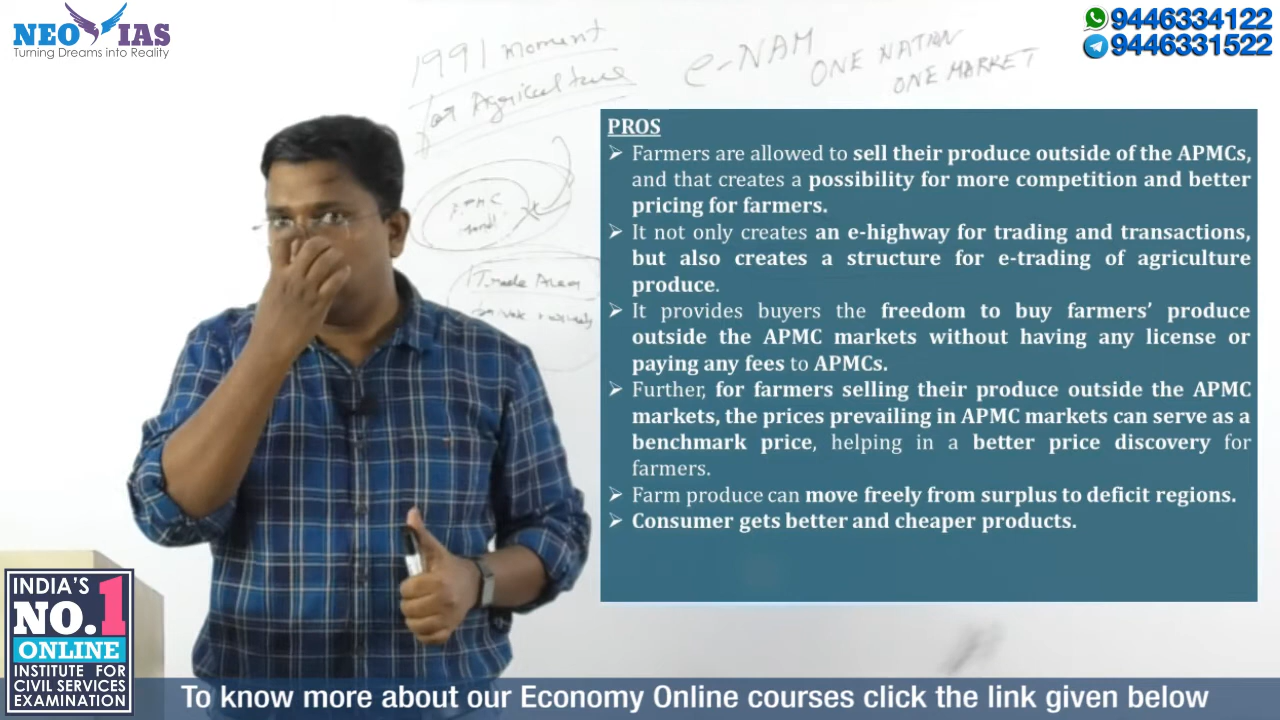 NEO IAS
Turning Dreams into Reality
9446334122
9446331522
1991 moment
for Agriculture
e-NAM
ONE NATION
ONE MARKET
APMC
Trade Area
PROS
➢ Farmers are allowed to sell their produce outside of the APMCs,
and that creates a possibility for more competition and better
pricing for farmers.
➢ It not only creates an e-highway for trading and transactions,
but also creates a structure for e-trading of agriculture
produce.
➢ It provides buyers the freedom to buy farmers’ produce
outside the APMC markets without having any license or
paying any fees to APMCs.
➢ Further, for farmers selling their produce outside the APMC
markets, the prices prevailing in APMC markets can serve as a
benchmark price, helping in a better price discovery for
farmers.
➢ Farm produce can move freely from surplus to deficit regions.
➢ Consumer gets better and cheaper products.
INDIA’S
NO.1
ONLINE
INSTITUTE FOR
CIVIL SERVICES
EXAMINATION
To know more about our Economy Online courses click the link given below